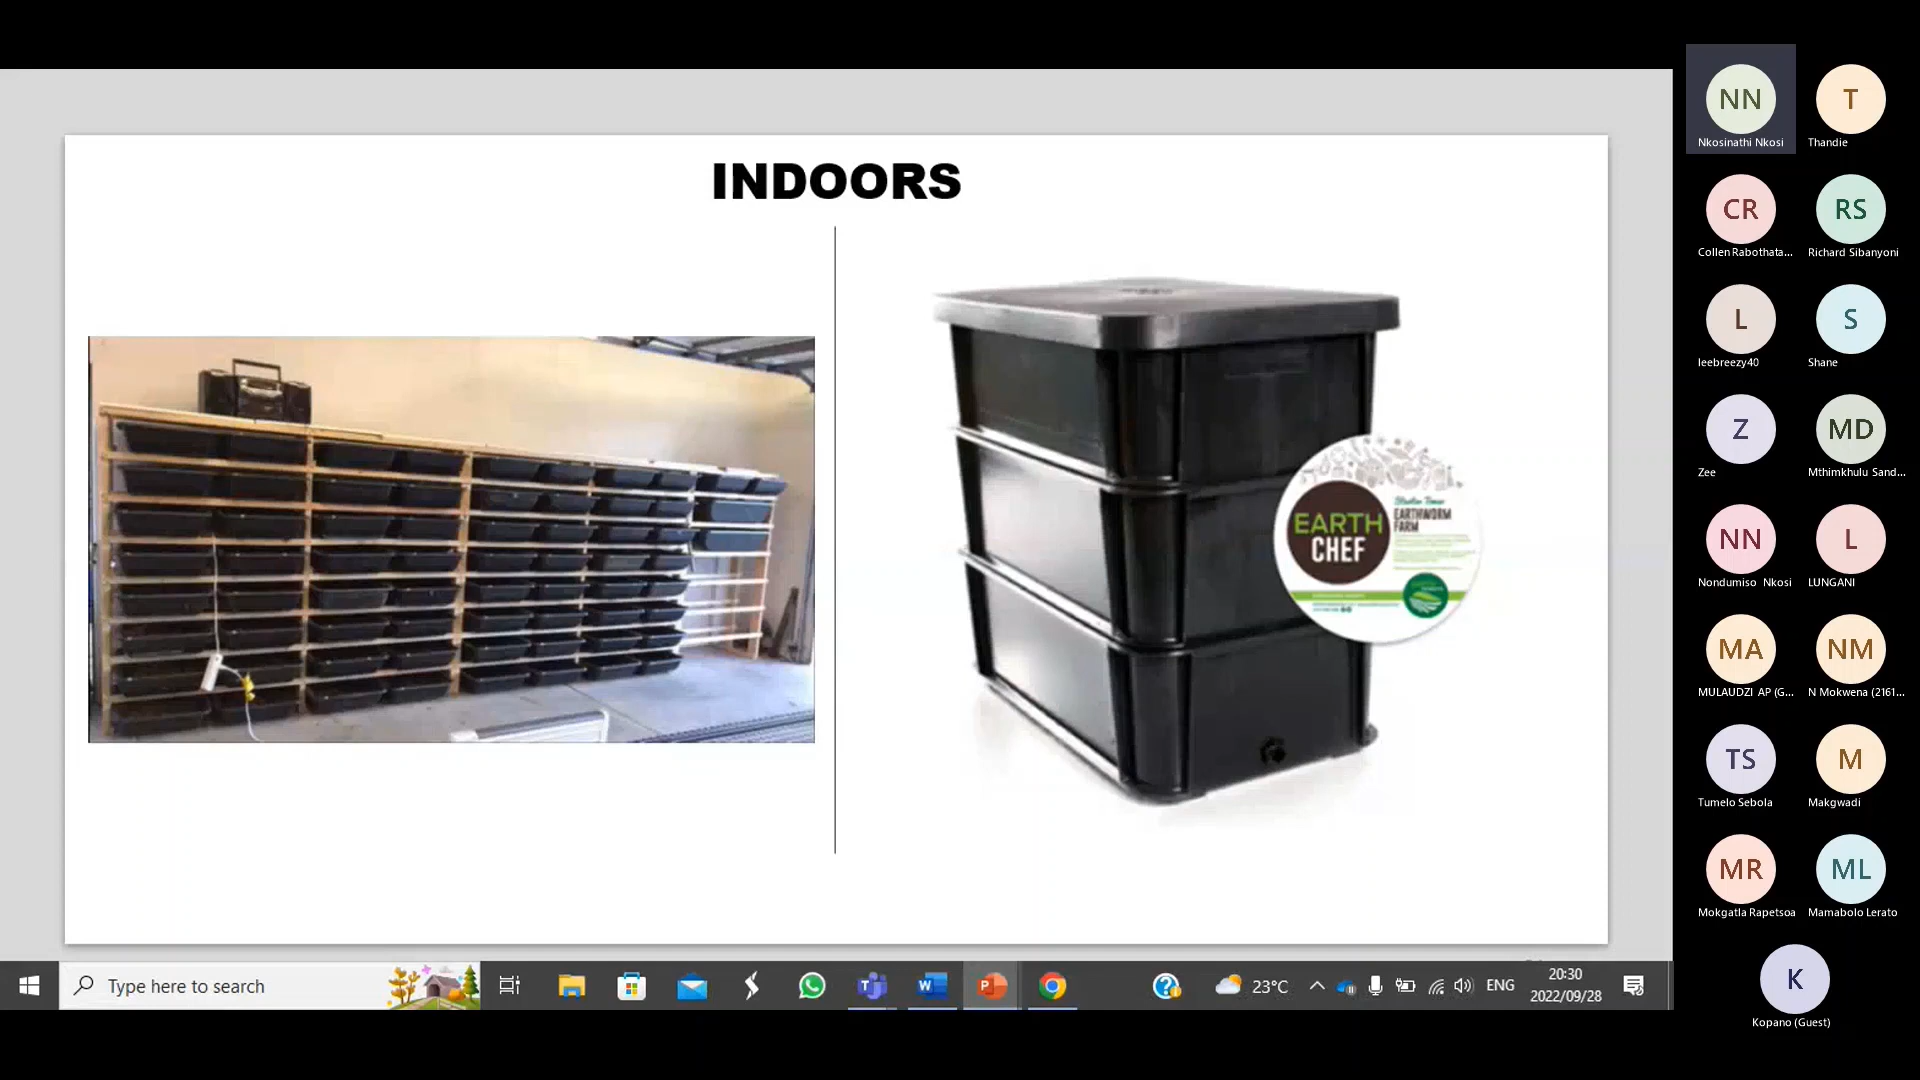 INDOORS
EARTH
CHEF
EARTHWORM
FARM
NN
Nkosinathi Nkosi
T
Thandie
CR
Collen Rabothata...
RS
Richard Sibanyoni
L
leebreezy40
S
Shane
Z
Zee
MD
Mthimkhulu Sand...
NN
Nondumiso Nkosi
L
LUNGANI
MA
MULAUDZI AP (G...
NM
N Mokwena (2161...
TS
Tumelo Sebola
M
Makgwadi
MR
Mokgatla Rapetsoa
ML
Mamabolo Lerato
K
Kopano (Guest)
Type here to search
23°C
ENG
20:30
2022/09/28